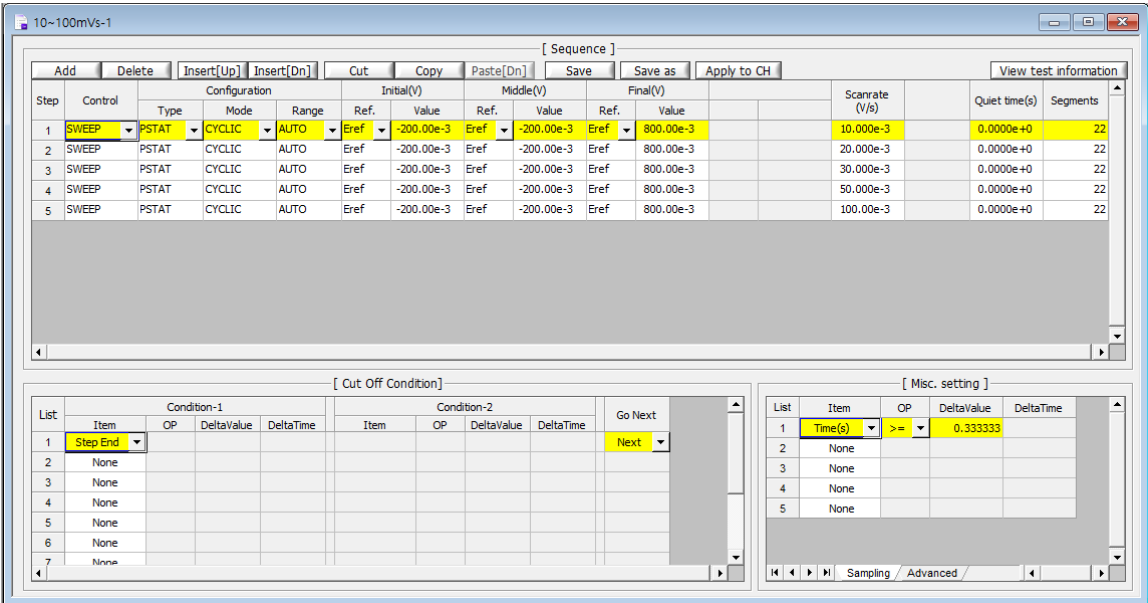 10~100mVs-1
[ Sequence ]
Add Delete Insert[Up] Insert[Dn] Cut Copy Paste[Dn] Save Save as Apply to CH View test information
Step Control Configuration Initial(V) Middle(V) Final(V) Scanrate (V/s) Quiet time(s) Segments
Type Mode Range Ref. Value Ref. Value Ref. Value
1 SWEEP PSTAT CYCLIC AUTO Eref -200.00e-3 Eref -200.00e-3 Eref 800.00e-3 10.000e-3 0.0000e+0 22
2 SWEEP PSTAT CYCLIC AUTO Eref -200.00e-3 Eref -200.00e-3 Eref 800.00e-3 20.000e-3 0.0000e+0 22
3 SWEEP PSTAT CYCLIC AUTO Eref -200.00e-3 Eref -200.00e-3 Eref 800.00e-3 30.000e-3 0.0000e+0 22
4 SWEEP PSTAT CYCLIC AUTO Eref -200.00e-3 Eref -200.00e-3 Eref 800.00e-3 50.000e-3 0.0000e+0 22
5 SWEEP PSTAT CYCLIC AUTO Eref -200.00e-3 Eref -200.00e-3 Eref 800.00e-3 100.00e-3 0.0000e+0 22
[ Cut Off Condition]
List Condition-1 Condition-2 Go Next
Item OP DeltaValue DeltaTime Item OP DeltaValue DeltaTime
1 Step End Next
2 None
3 None
4 None
5 None
6 None
7 None
[ Misc. setting ]
List Item OP DeltaValue DeltaTime
1 Time(s) >= 0.333333
2 None
3 None
4 None
5 None
Sampling Advanced